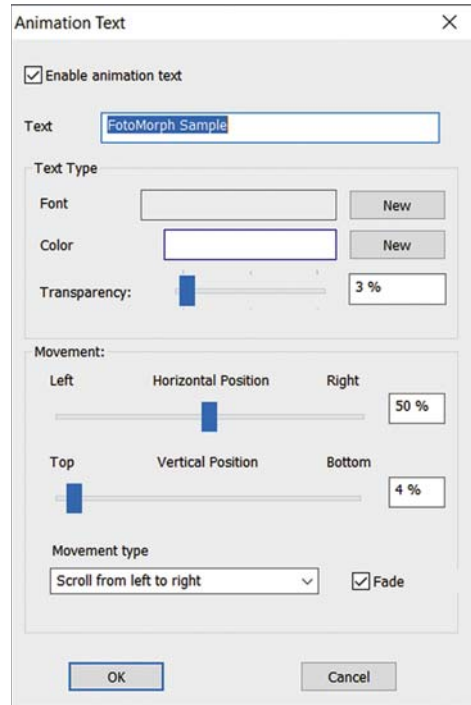 Animation Text
Enable animation text
Text FotoMorph Sample
Text Type
Font New
Color New
Transparency: 3 %
Movement:
Left Horizontal Position Right
50 %
Top Vertical Position Bottom
4 %
Movement type
Scroll from left to right Fade
OK Cancel